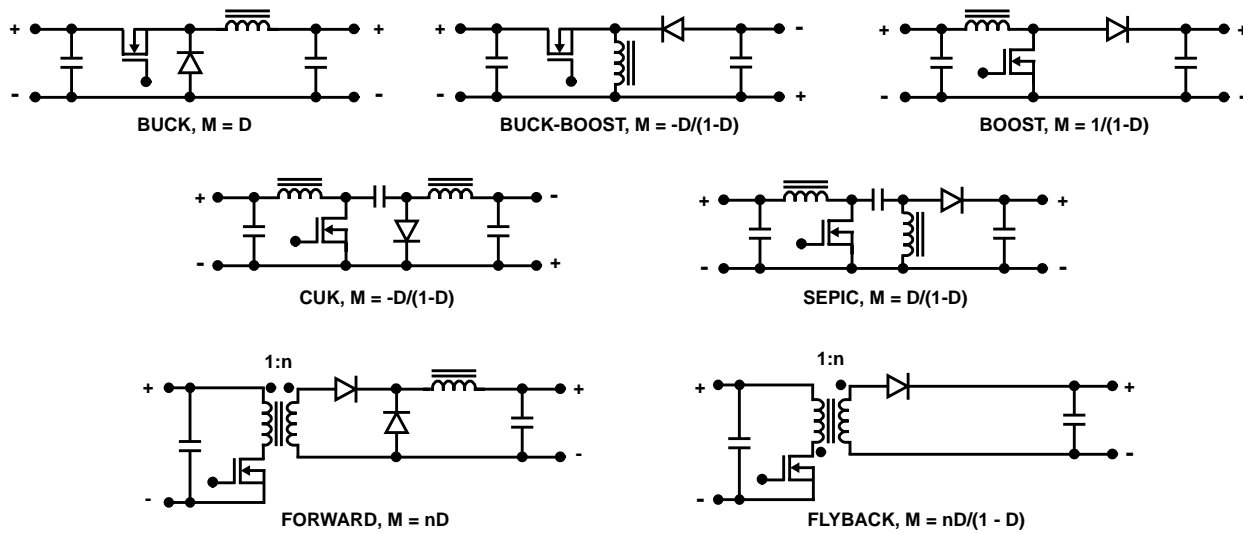 + + + - + +
- - - + - -
BUCK, M = D
BUCK-BOOST, M = -D/(1-D)
BOOST, M = 1/(1-D)
+ - + +
- + - -
CUK, M = -D/(1-D)
SEPIC, M = D/(1-D)
1:n
1:n
+ + + +
- -
- -
FORWARD, M = nD
FLYBACK, M = nD/(1 - D)